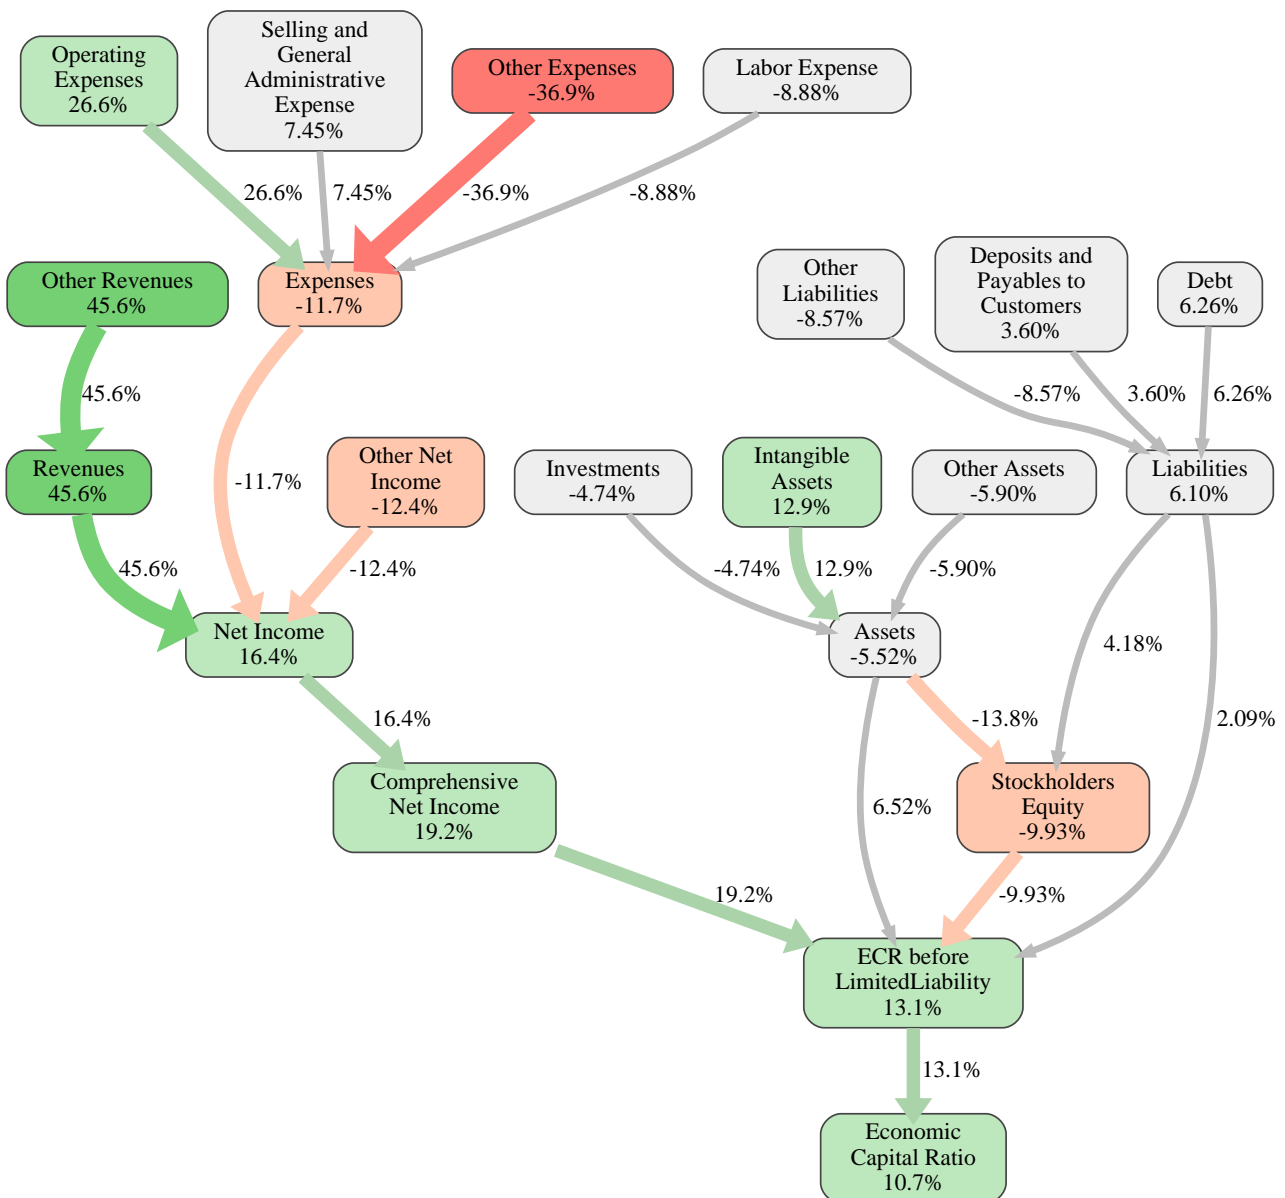 Operating
Expenses
26.6%
Selling and
General
Administrative
Expense
7.45%
Other Expenses
-36.9%
Labor Expense
-8.88%
26.6%
7.45%
-36.9%
-8.88%
Other Revenues
45.6%
Expenses
-11.7%
Other
Liabilities
-8.57%
Deposits and
Payables to
Customers
3.60%
Debt
6.26%
45.6%
-8.57%
3.60%
6.26%
Revenues
45.6%
-11.7%
Other Net
Income
-12.4%
Investments
-4.74%
Intangible
Assets
12.9%
Other Assets
-5.90%
Liabilities
6.10%
45.6%
-12.4%
-4.74%
12.9%
-5.90%
Net Income
16.4%
Assets
-5.52%
4.18%
2.09%
16.4%
-13.8%
Comprehensive
Net Income
19.2%
6.52%
Stockholders
Equity
-9.93%
19.2%
-9.93%
ECR before
LimitedLiability
13.1%
13.1%
Economic
Capital Ratio
10.7%